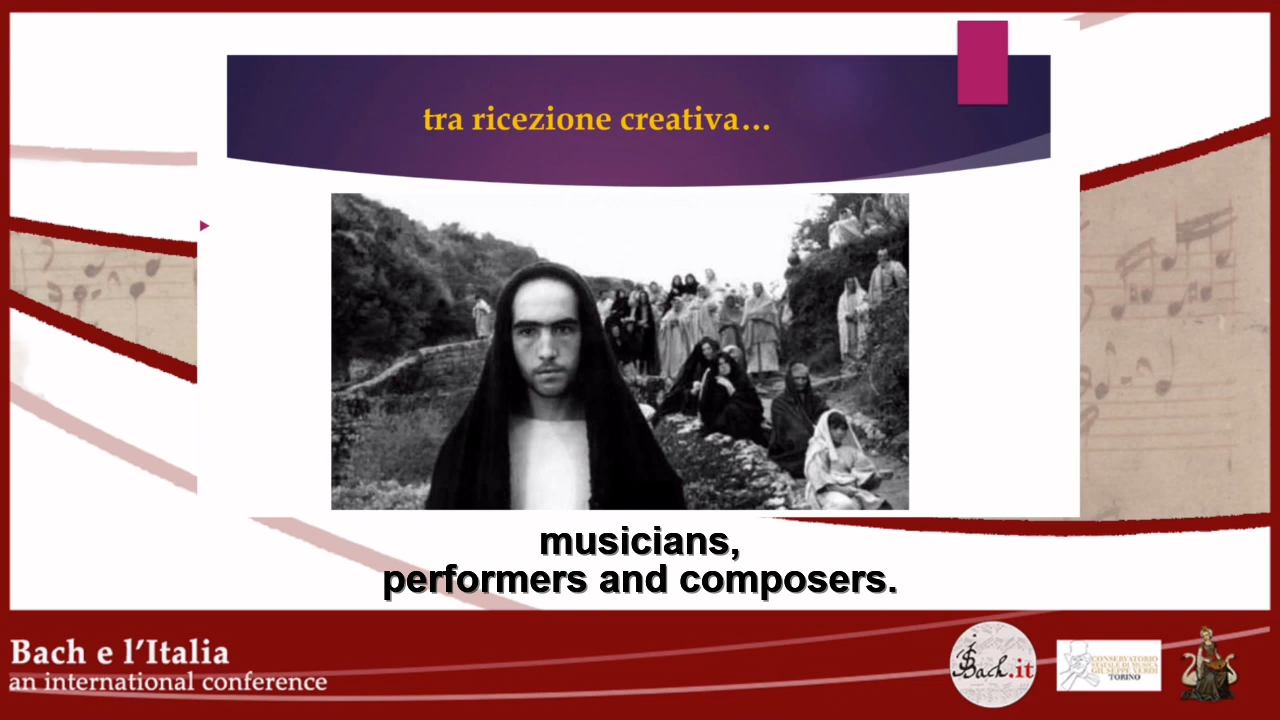 tra ricezione creativa...
musicians,
performers and composers.
Bach e l'Italia
an international conference
JSBach.it
CONSERVATORIO
STATALE DI MUSICA
GIUSEPPE VERDI
TORINO